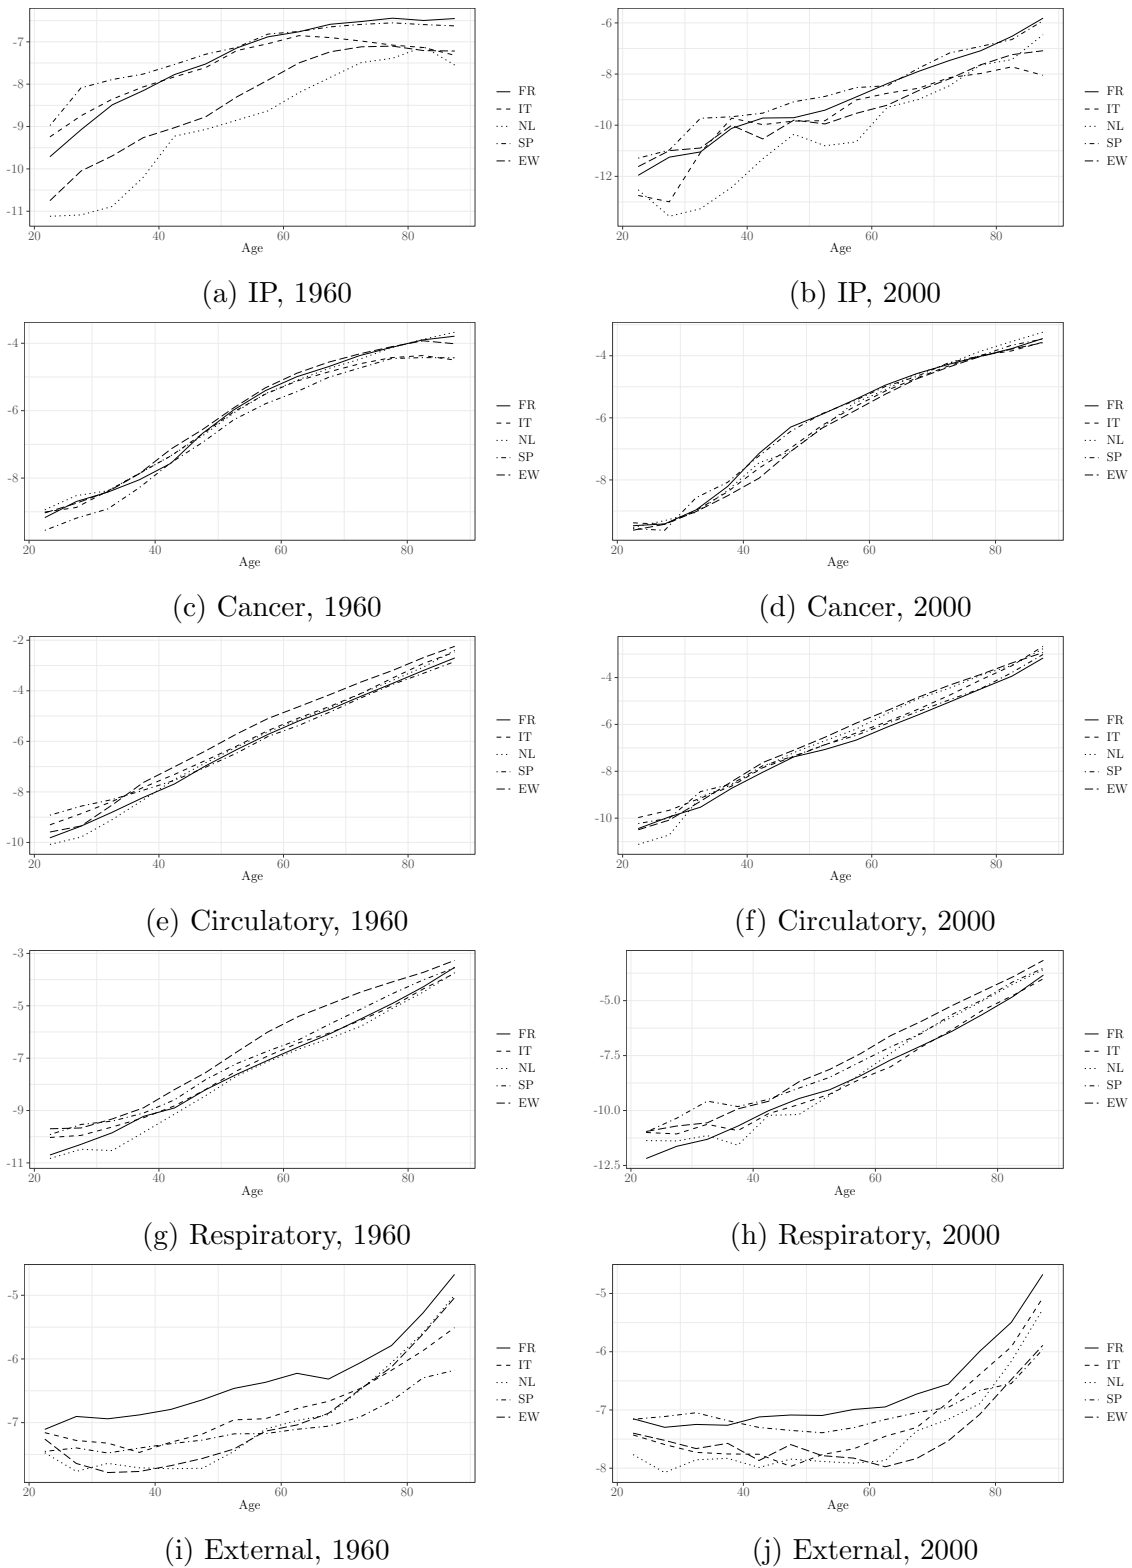 -7
-8
-9
-10
-11
20 40 60 80
Age
FR
IT
NL
SP
EW
(a) IP, 1960
-6
-8
-10
-12
20 40 60 80
Age
FR
IT
NL
SP
EW
(b) IP, 2000
-4
-6
-8
20 40 60 80
Age
FR
IT
NL
SP
EW
(c) Cancer, 1960
-4
-6
-8
20 40 60 80
Age
FR
IT
NL
SP
EW
(d) Cancer, 2000
-2
-4
-6
-8
-10
20 40 60 80
Age
FR
IT
NL
SP
EW
(e) Circulatory, 1960
-4
-6
-8
-10
20 40 60 80
Age
FR
IT
NL
SP
EW
(f) Circulatory, 2000
-3
-5
-7
-9
-11
20 40 60 80
Age
FR
IT
NL
SP
EW
(g) Respiratory, 1960
-5.0
-7.5
-10.0
-12.5
20 40 60 80
Age
FR
IT
NL
SP
EW
(h) Respiratory, 2000
-5
-6
-7
20 40 60 80
Age
FR
IT
NL
SP
EW
(i) External, 1960
-5
-6
-7
-8
20 40 60 80
Age
FR
IT
NL
SP
EW
(j) External, 2000